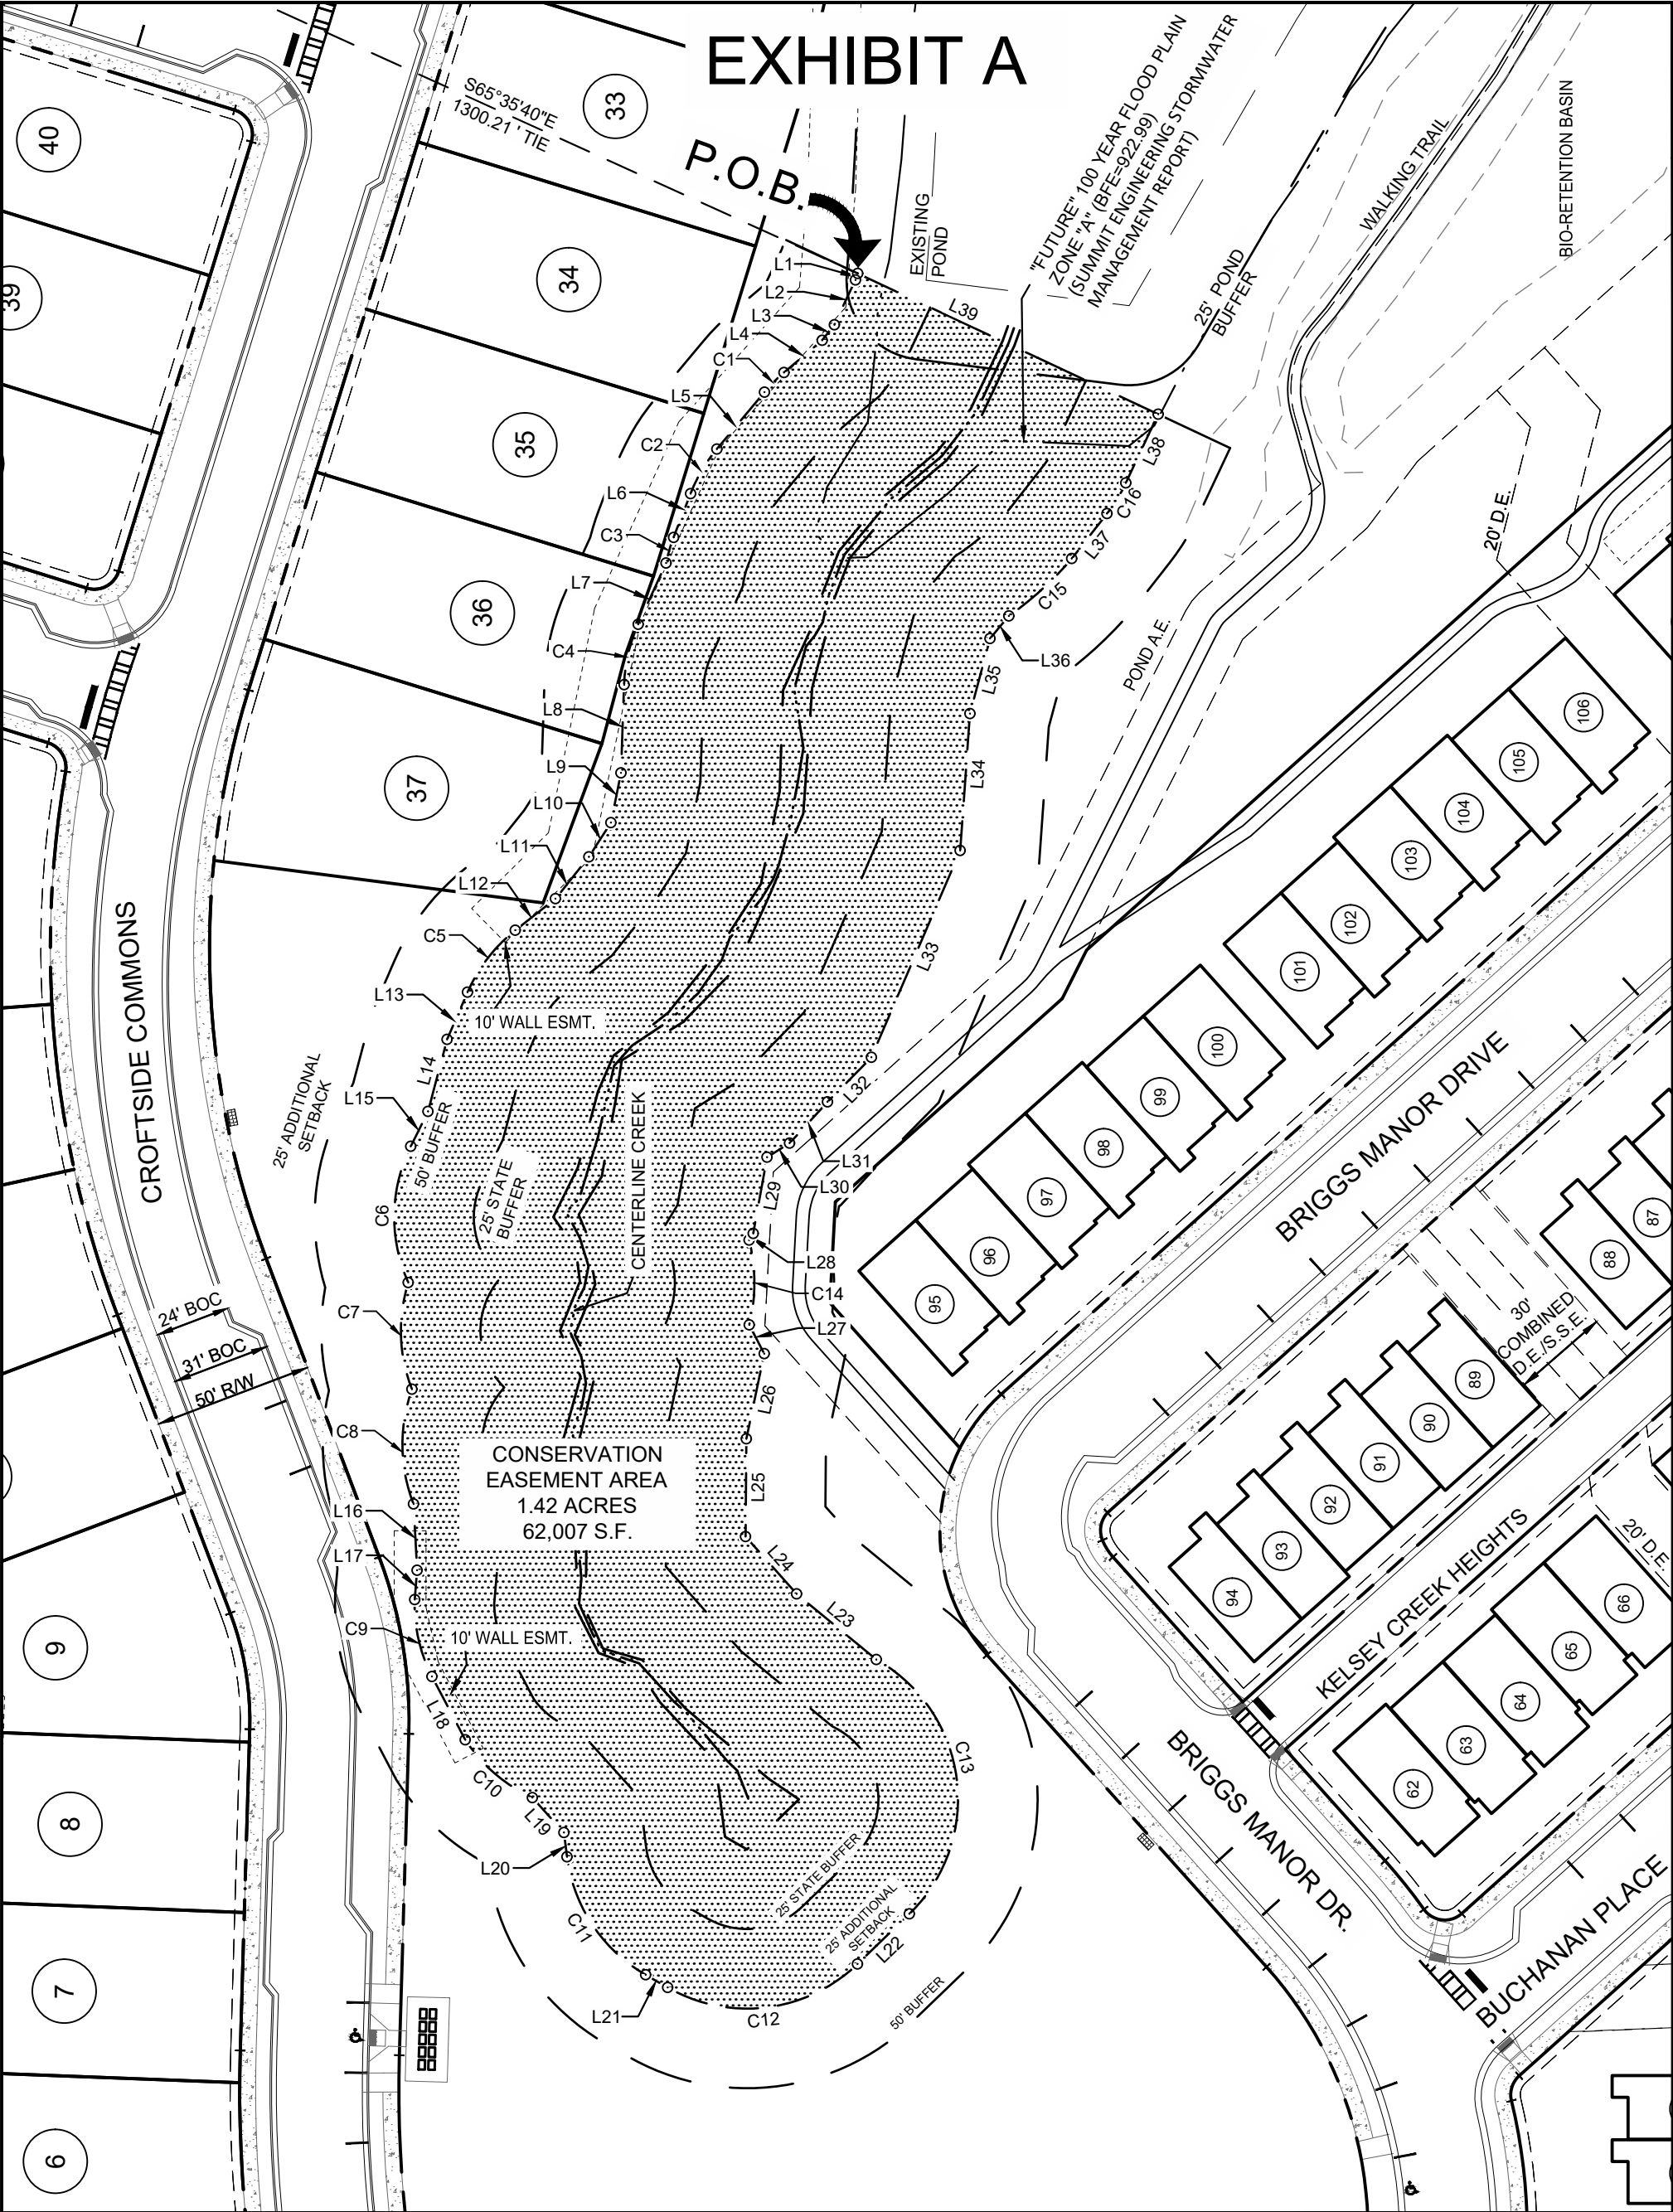 EXHIBIT A
S65°35'40"E
1300.21 ' TIE
P.O.B.
EXISTING
POND
"FUTURE" 100 YEAR FLOOD PLAIN
ZONE "A" (BFE=922.99)
(SUMMIT ENGINEERING STORMWATER
MANAGEMENT REPORT)
25' POND
BUFFER
WALKING TRAIL
BIO-RETENTION BASIN
40
39
33
34
35
36
37
L1
L2
L3
L4
C1
L5
C2
L6
C3
L7
C4
L8
L9
L10
L11
L12
C5
L13
L14
L15
C6
C7
C8
L16
L17
C9
L18
C10
L19
L20
C11
L21
C12
L22
C13
L23
L24
L25
L26
L27
C14
L28
L29
L30
L31
L32
L33
L34
L35
L36
C15
L37
C16
L38
L39
20' D.E.
POND A.E.
10' WALL ESMT.
CROFTSIDE COMMONS
25' ADDITIONAL
SETBACK
50' BUFFER
25' STATE
BUFFER
CENTERLINE CREEK
24' BOC
31' BOC
50' R/W
CONSERVATION
EASEMENT AREA
1.42 ACRES
62,007 S.F.
10' WALL ESMT.
25' STATE BUFFER
25' ADDITIONAL
SETBACK
50' BUFFER
9
8
7
6
106
105
104
103
102
101
100
99
98
97
96
95
BRIGGS MANOR DRIVE
87
88
30'
COMBINED
D.E./S.S.E.
89
90
91
92
93
94
KELSEY CREEK HEIGHTS
20' D.E.
66
65
64
63
62
BRIGGS MANOR DR.
BUCHANAN PLACE